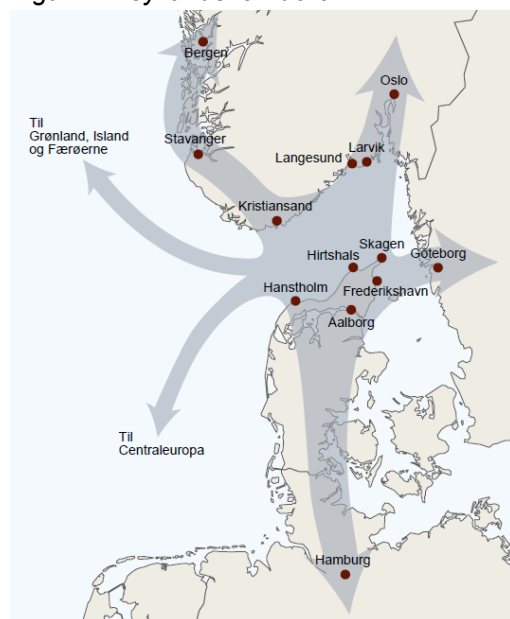 Bergen
Oslo
Til
Grønland, Island
og Færøerne
Stavanger
Larvik
Langesund
Kristiansand
Skagen
Hirtshals
Göteborg
Hanstholm
Frederikshavn
Aalborg
Til
Centraleuropa
Hamburg